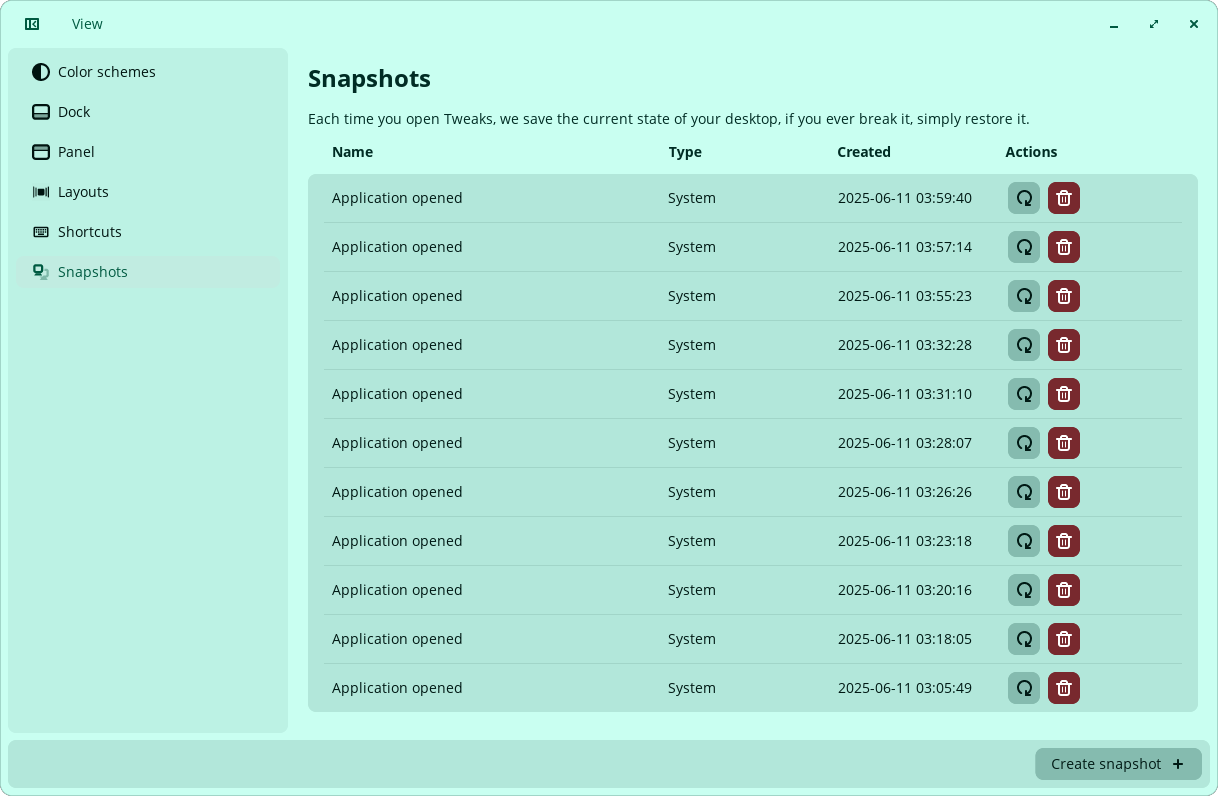 View
Color schemes
Dock
Panel
Layouts
Shortcuts
Snapshots
Snapshots
Each time you open Tweaks, we save the current state of your desktop, if you ever break it, simply restore it.
Name Type Created Actions
Application opened System 2025-06-11 03:59:40
Application opened System 2025-06-11 03:57:14
Application opened System 2025-06-11 03:55:23
Application opened System 2025-06-11 03:32:28
Application opened System 2025-06-11 03:31:10
Application opened System 2025-06-11 03:28:07
Application opened System 2025-06-11 03:26:26
Application opened System 2025-06-11 03:23:18
Application opened System 2025-06-11 03:20:16
Application opened System 2025-06-11 03:18:05
Application opened System 2025-06-11 03:05:49
Create snapshot